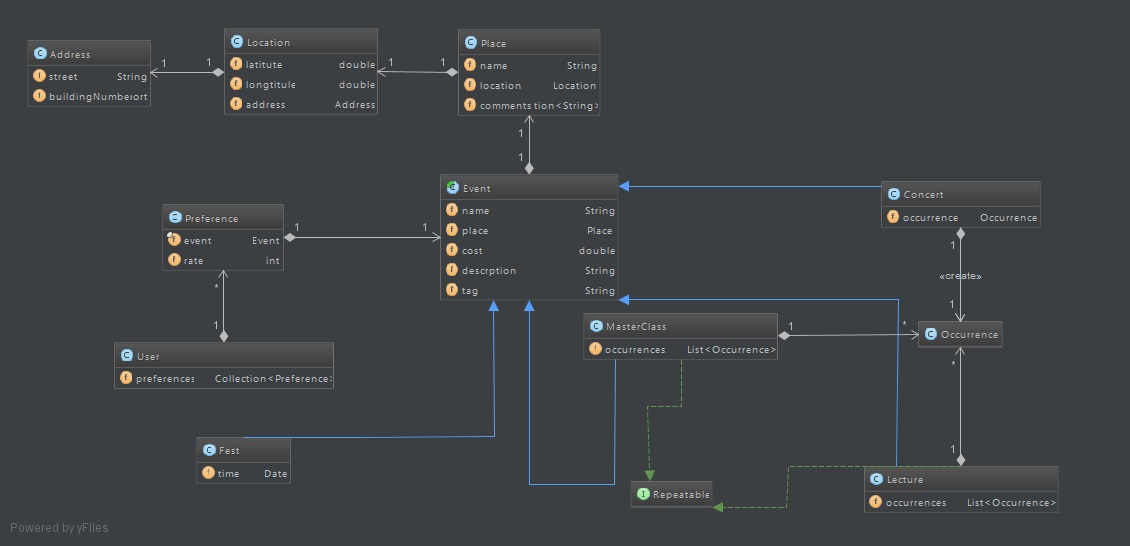 Address
street String
buildingNumber ort
Location
latitute double
longtitule double
address Address
Place
name String
location Location
comments tion<String>
1 1 1 1
1
1
Event
name String
place Place
cost double
descrption String
tag String
Preference
event Event
rate int
1 1
*
1
User
preferences Collection<Preference>
Concert
occurrence Occurrence
1
«create»
1
Occurrence
MasterClass
occurrences List<Occurrence>
1 *
*
1
Fest
time Date
Repeatable
Lecture
occurrences List<Occurrence>
Powered by yFiles